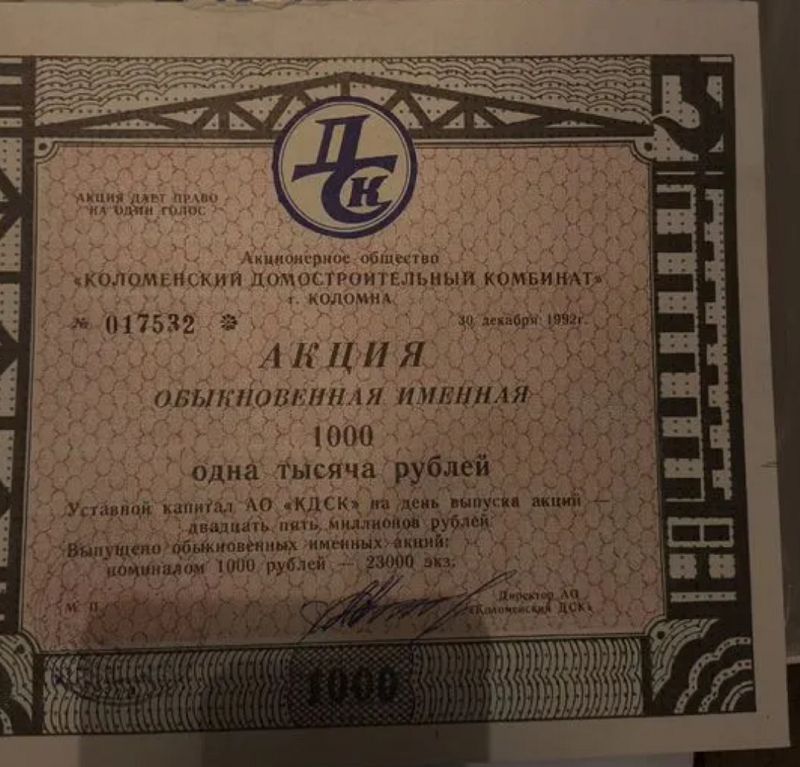 ДСК
АКЦИЯ ДАЕТ ПРАВО
НА ОДИН ГОЛОС
Акционерное общество
«КОЛОМЕНСКИЙ ДОМОСТРОИТЕЛЬНЫЙ КОМБИНАТ»
г. КОЛОМНА
№ 017532
30 декабря 1992г.
АКЦИЯ
ОБЫКНОВЕННАЯ ИМЕННАЯ
1000
одна тысяча рублей
Уставной капитал АО «КДСК» на день выпуска акций —
двадцать пять миллионов рублей
Выпущено обыкновенных именных акций:
номиналом 1000 рублей — 23000 экз.
М. П.
Директор АО
«Коломенский ДСК»
1000